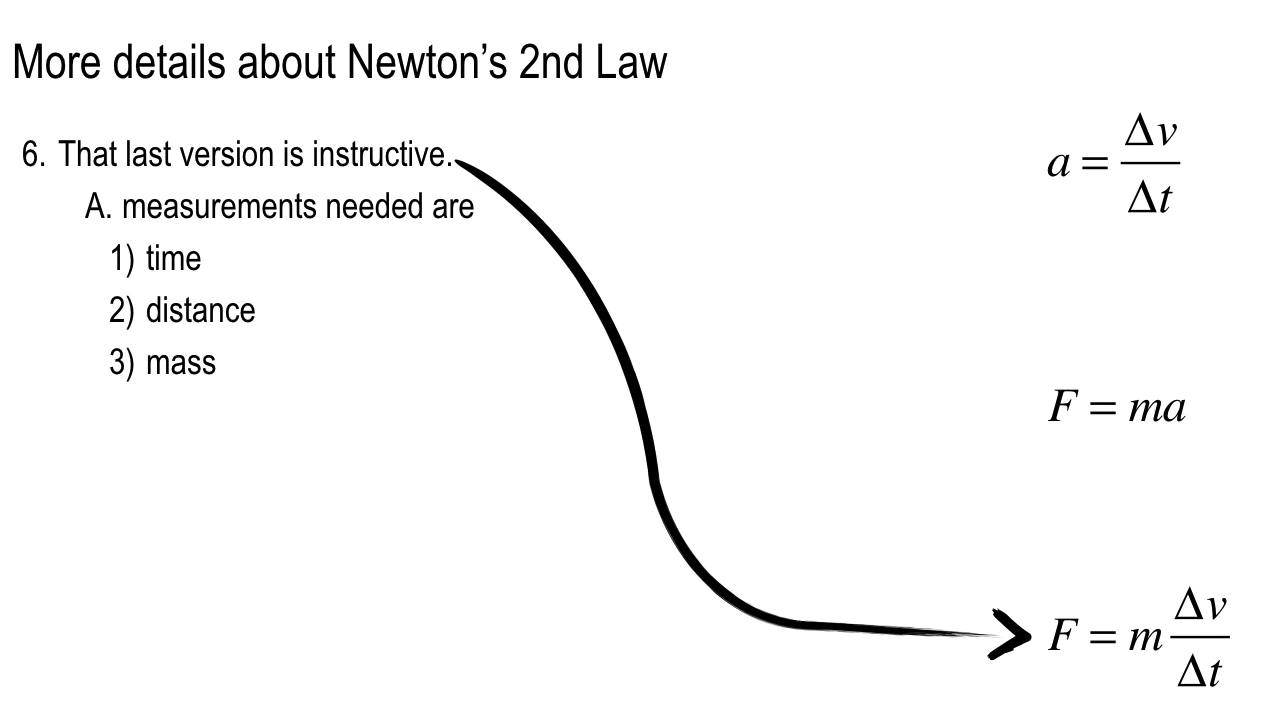 More details about Newton’s 2nd Law
6. That last version is instructive.
A. measurements needed are
1) time
2) distance
3) mass
a = Δv/Δt
F = ma
F = m Δv/Δt